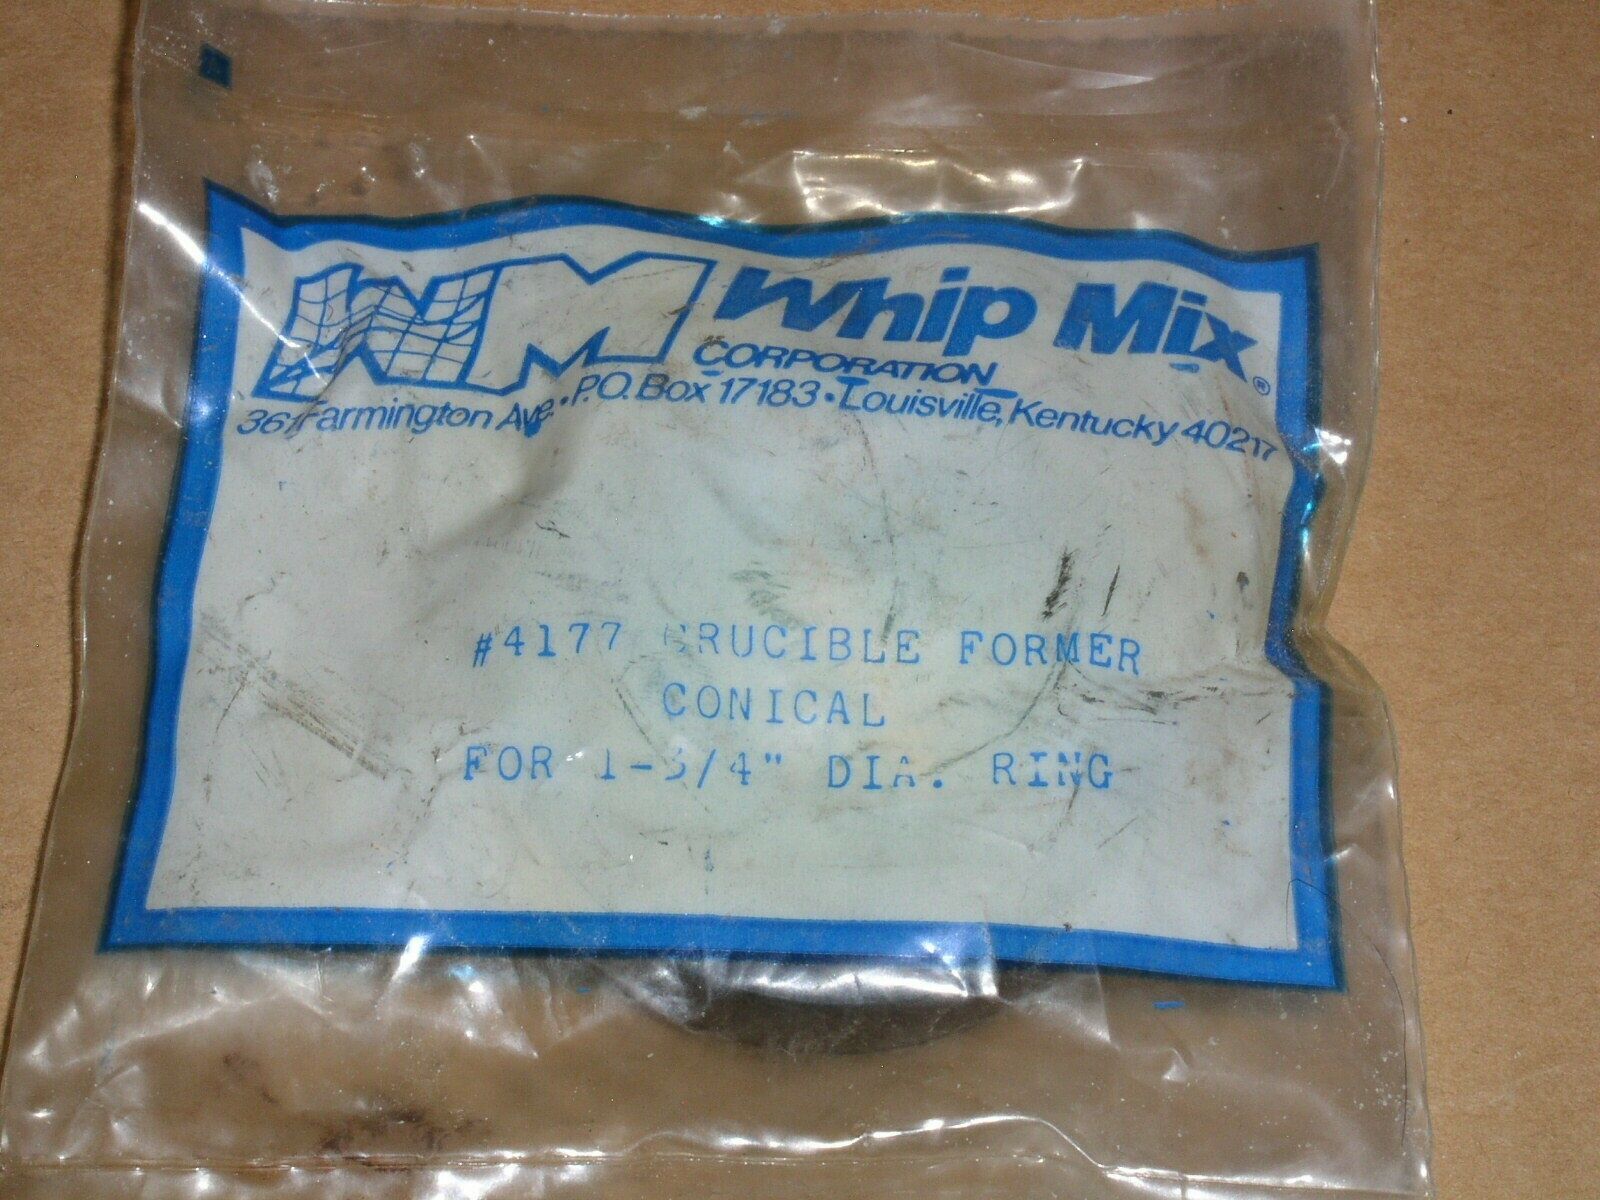 WM Whip Mix®
CORPORATION
361 Farmington Ave. • P.O. Box 17183 • Louisville, Kentucky 40217
#4177 CRUCIBLE FORMER
CONICAL
FOR 1-3/4" DIA. RING